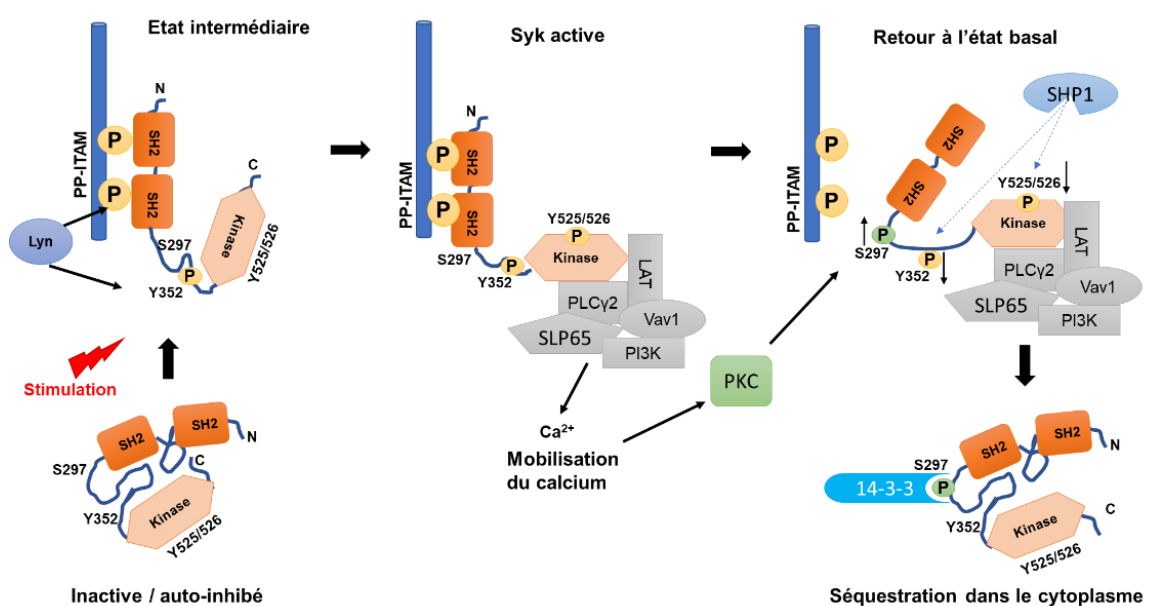 Etat intermédiaire
N
PP-ITAM
P
SH2
P
SH2
C
Kinase
Y525/526
Lyn
S297
P
Y352
Stimulation
SH2
SH2
N
S297
C
Y352
Kinase
Y525/526
Inactive / auto-inhibé
Syk active
N
PP-ITAM
P
SH2
P
SH2
Y525/526
P
S297
P
Kinase
Y352
LAT
PLCγ2
Vav1
SLP65
PI3K
Ca2+
Mobilisation
du calcium
PKC
Retour à l’état basal
SHP1
PP-ITAM
P
P
SH2
SH2
Y525/526
P
Kinase
P
S297
P
Y352
LAT
PLCγ2
Vav1
SLP65
PI3K
SH2
SH2
N
S297
14-3-3
P
Y352
C
Kinase
Y525/526
Séquestration dans le cytoplasme